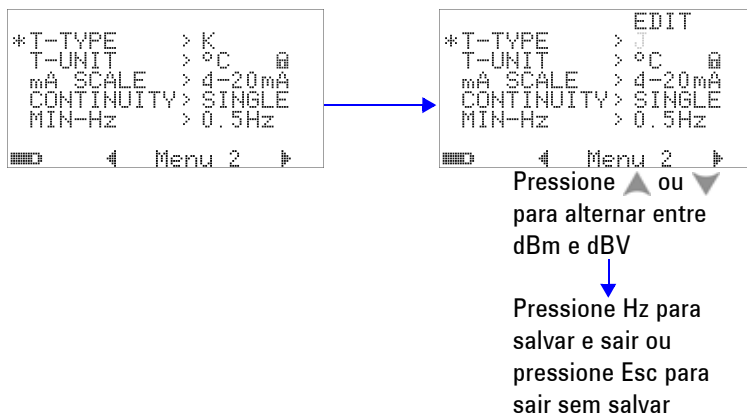 *T-TYPE > K
T-UNIT > °C
mA SCALE > 4-20mA
CONTINUITY> SINGLE
MIN-Hz > 0.5Hz
Menu 2
EDIT
*T-TYPE > J
T-UNIT > °C
mA SCALE > 4-20mA
CONTINUITY> SINGLE
MIN-Hz > 0.5Hz
Menu 2
Pressione ou
para alternar entre
dBm e dBV
Pressione Hz para
salvar e sair ou
pressione Esc para
sair sem salvar